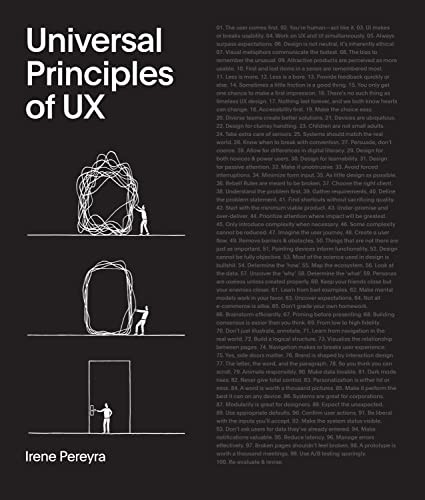 Universal
Principles
of UX
01. The user comes first. 02. You're human—act like it. 03. UI makes
or breaks usability. 04. Work on UX and UI simultaneously. 05. Always
surpass expectations. 06. Design is not neutral. It's inherently ethical.
07. Visual metaphors communicate the fastest. 08. The bias to
remember the unusual. 09. Attractive products are perceived as more
usable. 10. First and last items in a series are remembered most.
11. Less is more. 12. Less is a bore. 13. Provide feedback quickly or
else. 14. Sometimes a little friction is a good thing. 15. You only get
one chance to make a first impression. 16. There's no such thing as
timeless UX design. 17. Nothing lasts forever, and we both know hearts
can change. 18. Accessibility first. 19. Make the choice easy.
20. Diverse teams create better solutions. 21. Devices are ubiquitous.
22. Design for clumsy handling. 23. Children are not small adults.
24. Take extra care of seniors. 25. Systems should match the real
world. 26. Know when to break with convention. 27. Persuade, don't
coerce. 28. Allow for differences in digital literacy. 29. Design for
both novices & power users. 30. Design for learnability. 31. Design
for passive attention. 32. Make it unobtrusive. 33. Avoid forced
interruptions. 34. Minimize form input. 35. As little design as possible.
36. Rebel! Rules are meant to be broken. 37. Choose the right client.
38. Understand the problem first. 39. Gather requirements. 40. Define
the problem statement. 41. Find shortcuts without sacrificing quality.
42. Start with the minimum viable product. 43. Under-promise and
over-deliver. 44. Prioritize attention where impact will be greatest.
45. Only introduce complexity when necessary. 46. Some complexity
cannot be reduced. 47. Imagine the user journey. 48. Create a user
flow. 49. Remove barriers & obstacles. 50. Things that are not there are
just as important. 51. Pointing devices inform functionality. 52. Design
cannot be fully objective. 53. Most of the science used in design is
bullshit. 54. Determine the 'how'. 55. Map the ecosystem. 56. Look at
the data. 57. Uncover the 'why'. 58. Determine the 'what'. 59. Personas
are useless unless created properly. 60. Keep your friends close but
your enemies closer. 61. Learn from bad examples. 62. Make mental
models work in your favor. 63. Uncover expectations. 64. Not all
e-commerce is alike. 65. Don't grade your own homework.
66. Brainstorm efficiently. 67. Priming before presenting. 68. Building
consensus is easier than you think. 69. From low to high fidelity.
70. Don't just illustrate, annotate. 71. Learn from navigation in the
real world. 72. Build a logical structure. 73. Visualize the relationship
between pages. 74. Navigation makes or breaks user experience.
75. Yes, side doors matter. 76. Brand is shaped by interaction design.
77. The letter, the word, and the paragraph. 78. So you think you can
scroll. 79. Animate responsibly. 80. Make data lovable. 81. Dark mode
rees. 82. Never give total control. 83. Personalization is either hit or
miss. 84. A word is worth a thousand pictures. 85. Make it perform the
best it can on any device. 86. Systems are great for corporations.
87. Modularity is great for designers. 88. Expect the unexpected.
89. Use appropriate defaults. 90. Confirm user actions. 91. Be liberal
with the inputs you'll accept. 92. Make the system status visible.
93. Don't ask users for data they've already entered. 94. Make
notifications valuable. 95. Reduce latency. 96. Manage errors
effectively. 97. Broken pages shouldn't feel broken. 98. A prototype is
worth a thousand meetings. 99. Use A/B testing sparingly.
100. Re-evaluate & revise.
Irene Pereyra